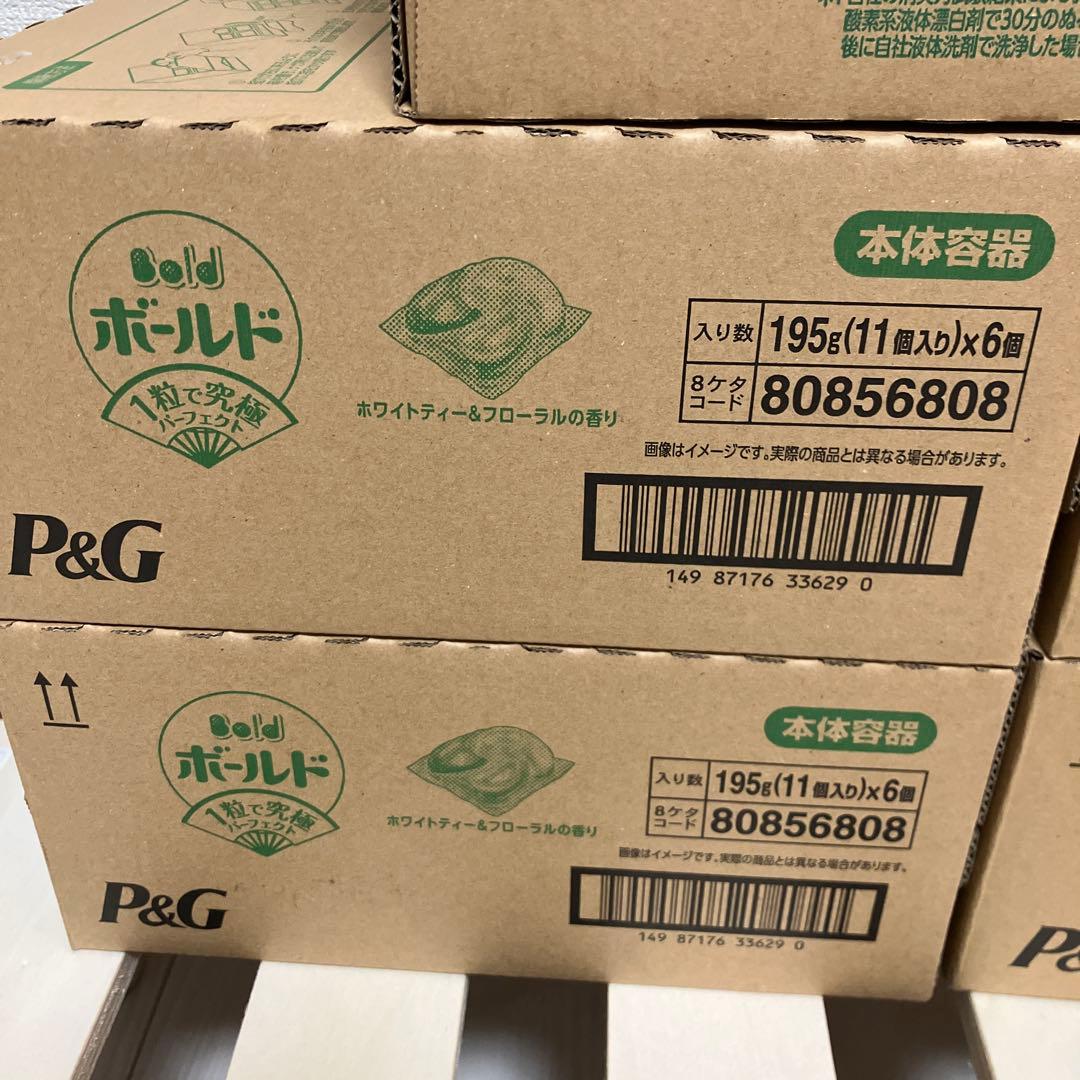 酸素系液体漂白剤で30分のぬ
後に自社液体洗剤で洗浄した場
Bold
ボールド
1粒で究極
パーフェクト
ホワイトティー&フローラルの香り
本体容器
入り数 195g(11個入り)×6個
8ケタコード 80856808
画像はイメージです。実際の商品とは異なる場合があります。
P&G
149 87176 33629 0
Bold
ボールド
1粒で究極
パーフェクト
ホワイトティー&フローラルの香り
本体容器
入り数 195g(11個入り)×6個
8ケタコード 80856808
画像はイメージです。実際の商品とは異なる場合があります。
P&G
149 87176 33629 0
P&